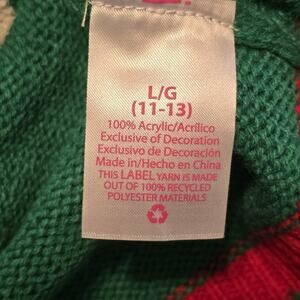 L/G
(11-13)
100% Acrylic/Acrílico
Exclusive of Decoration
Exclusivo de Decoración
Made in/Hecho en China
THIS LABEL YARN IS MADE
OUT OF 100% RECYCLED
POLYESTER MATERIALS